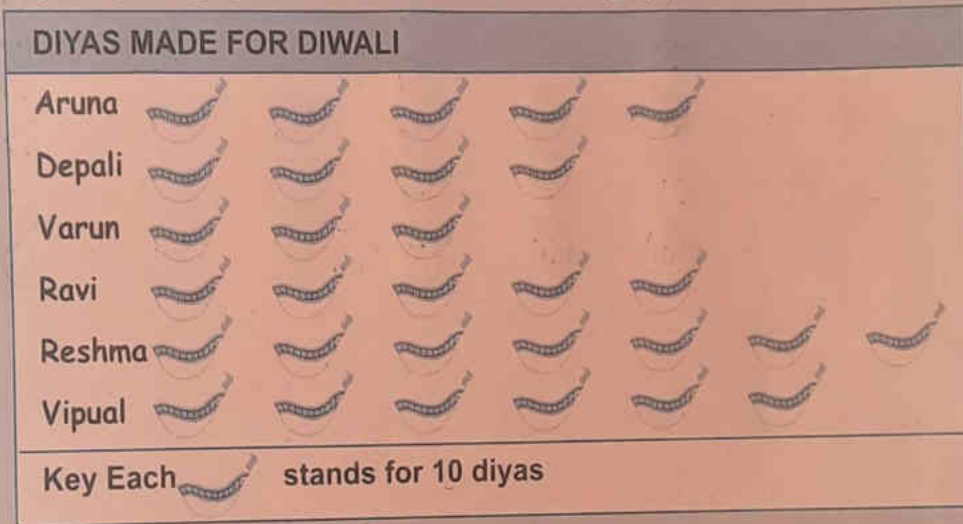 DIYAS MADE FOR DIWALI
Aruna
Depali
Varun
Ravi
Reshma
Vipual
Key Each stands for 10 diyas